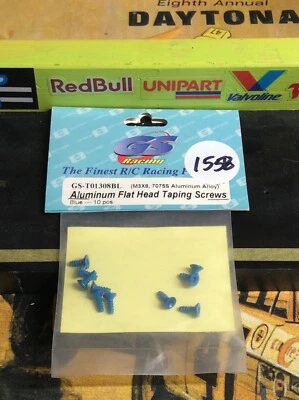 Eighth Annual
DAYTONA
RedBull
UNIPART
Valvoline
GS
Racing
1558
The Finest R/C Racing
GS-T01308BL (M3X8, 7075S Aluminum Alloy)
Aluminum Flat Head Taping Screws
Blue — 10 pcs